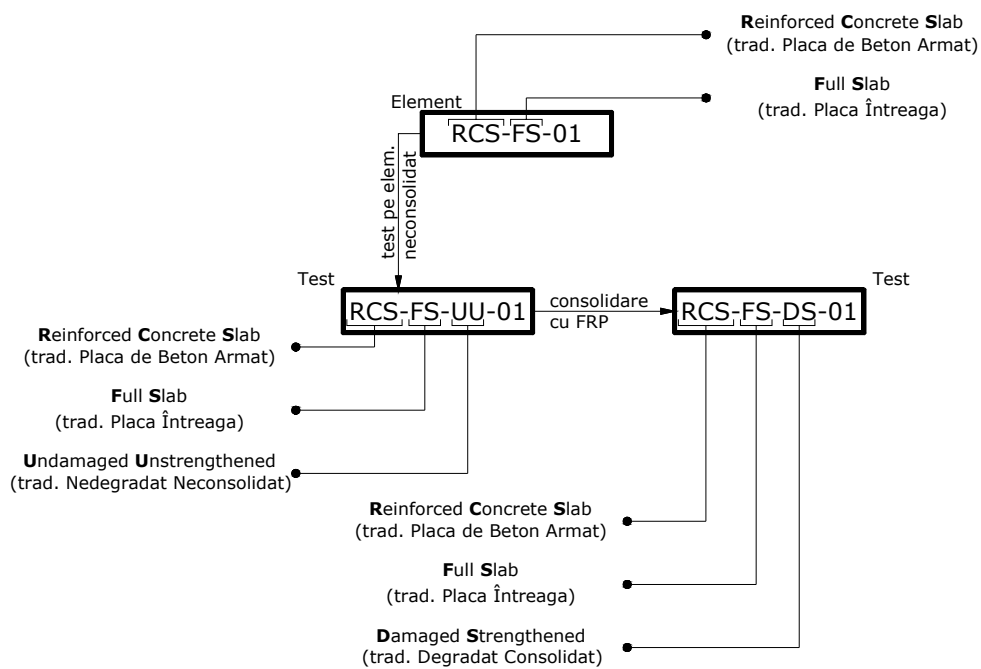 Reinforced Concrete Slab
(trad. Placa de Beton Armat)
Full Slab
(trad. Placa Întreaga)
Element
RCS-FS-01
test pe elem.
neconsolidat
Test
RCS-FS-UU-01
consolidare
cu FRP
Test
RCS-FS-DS-01
Reinforced Concrete Slab
(trad. Placa de Beton Armat)
Full Slab
(trad. Placa Întreaga)
Undamaged Unstrengthened
(trad. Nedegradat Neconsolidat)
Reinforced Concrete Slab
(trad. Placa de Beton Armat)
Full Slab
(trad. Placa Întreaga)
Damaged Strengthened
(trad. Degradat Consolidat)